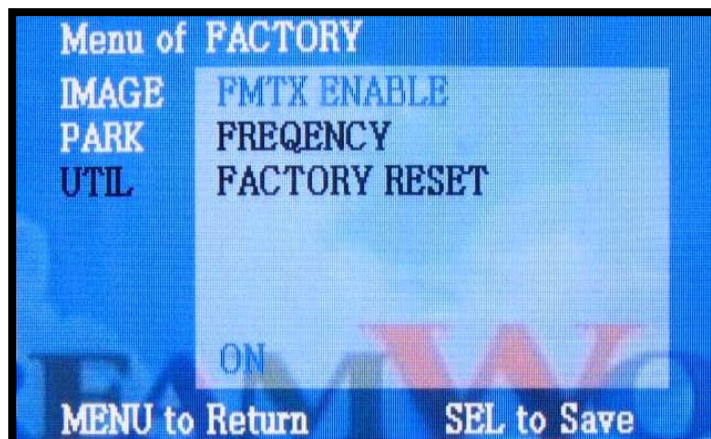 Menu of FACTORY
IMAGE FMTX ENABLE
PARK FREQENCY
UTIL FACTORY RESET
ON
MENU to Return SEL to Save